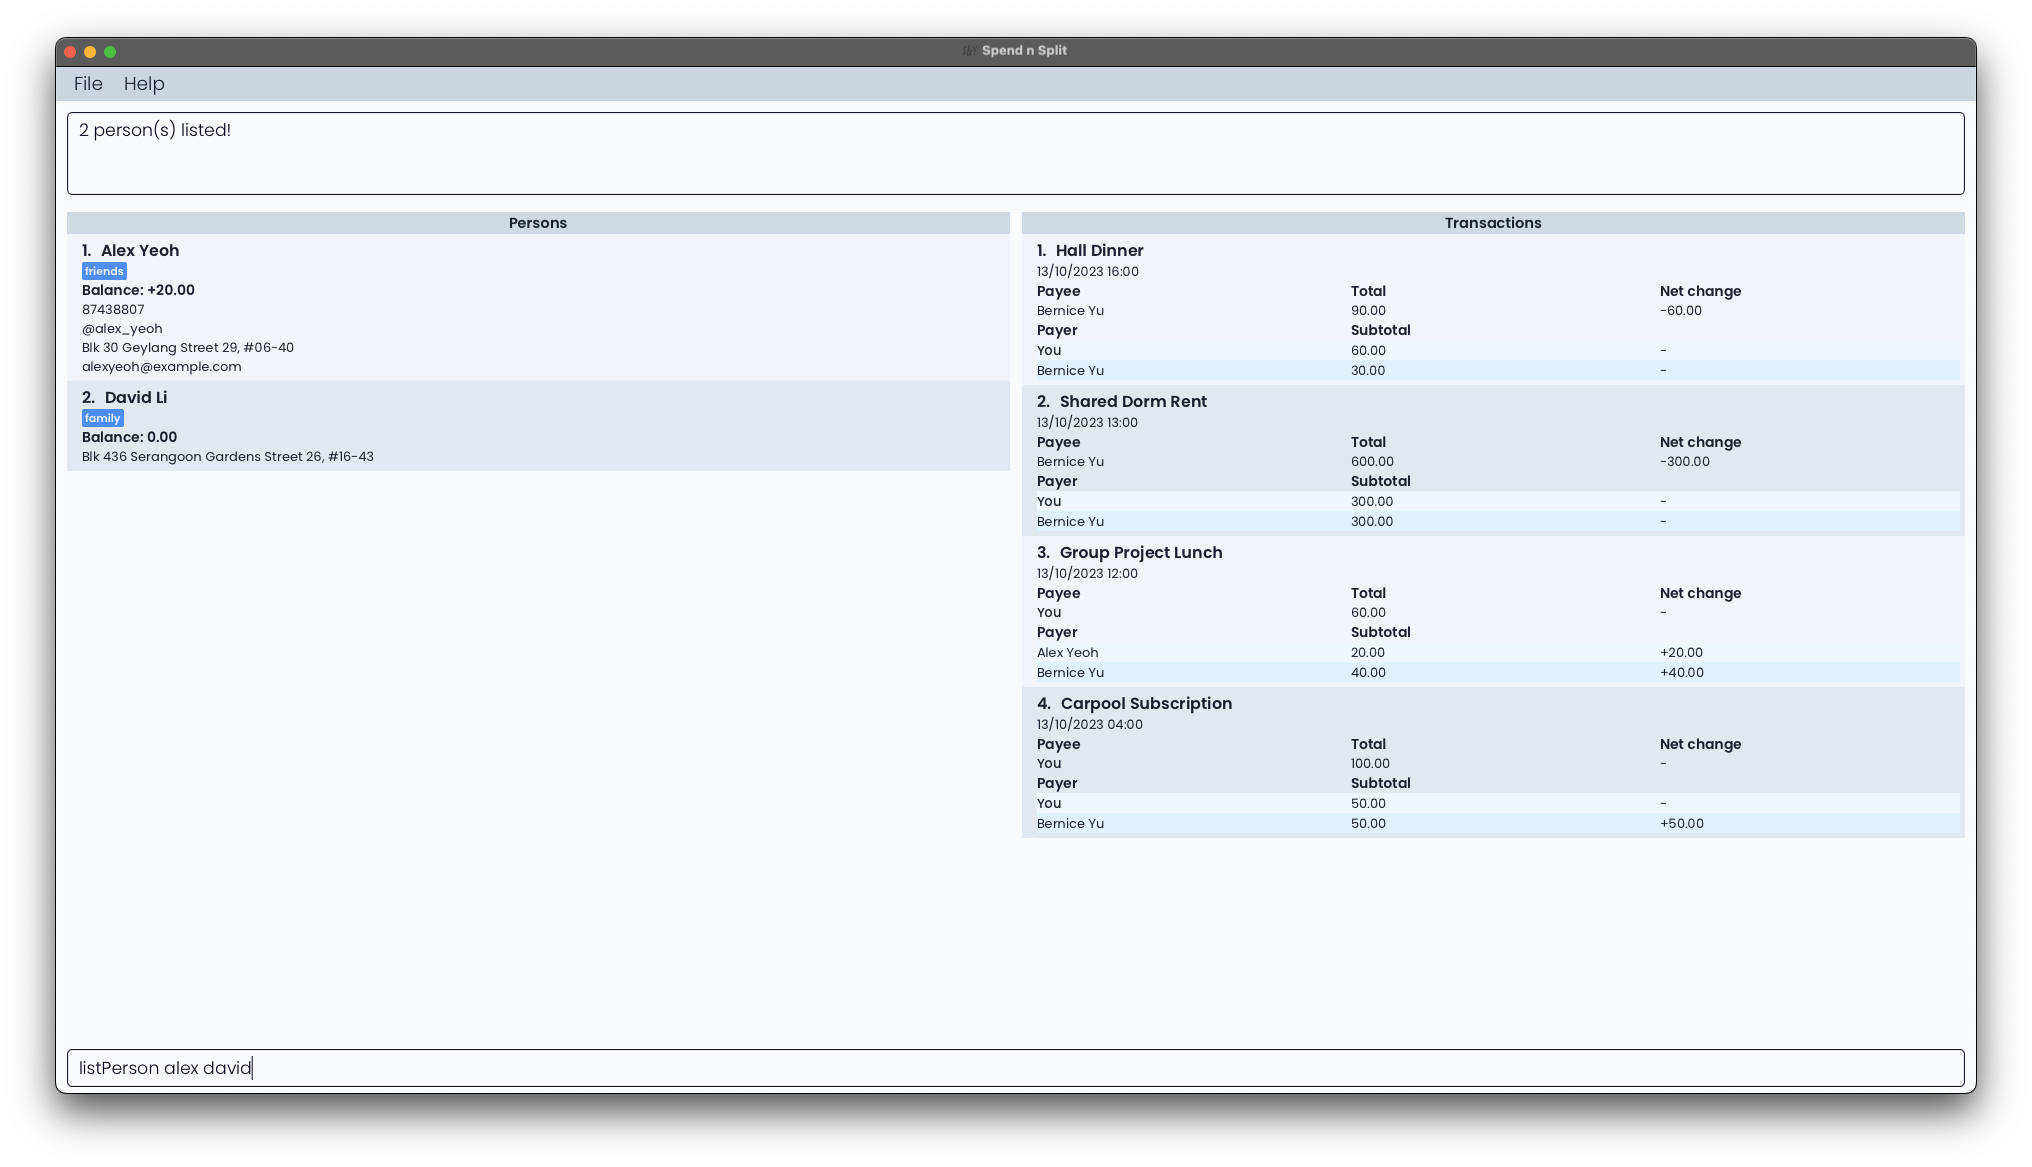 Spend n Split
File Help
2 person(s) listed!
Persons
1. Alex Yeoh
friends
Balance: +20.00
87438807
@alex_yeoh
Blk 30 Geylang Street 29, #06-40
alexyeoh@example.com
2. David Li
family
Balance: 0.00
Blk 436 Serangoon Gardens Street 26, #16-43
Transactions
1. Hall Dinner
13/10/2023 16:00
Payee Total Net change
Bernice Yu 90.00 -60.00
Payer Subtotal
You 60.00 -
Bernice Yu 30.00 -
2. Shared Dorm Rent
13/10/2023 13:00
Payee Total Net change
Bernice Yu 600.00 -300.00
Payer Subtotal
You 300.00 -
Bernice Yu 300.00 -
3. Group Project Lunch
13/10/2023 12:00
Payee Total Net change
You 60.00 -
Payer Subtotal
Alex Yeoh 20.00 +20.00
Bernice Yu 40.00 +40.00
4. Carpool Subscription
13/10/2023 04:00
Payee Total Net change
You 100.00 -
Payer Subtotal
You 50.00 -
Bernice Yu 50.00 +50.00
listPerson alex david